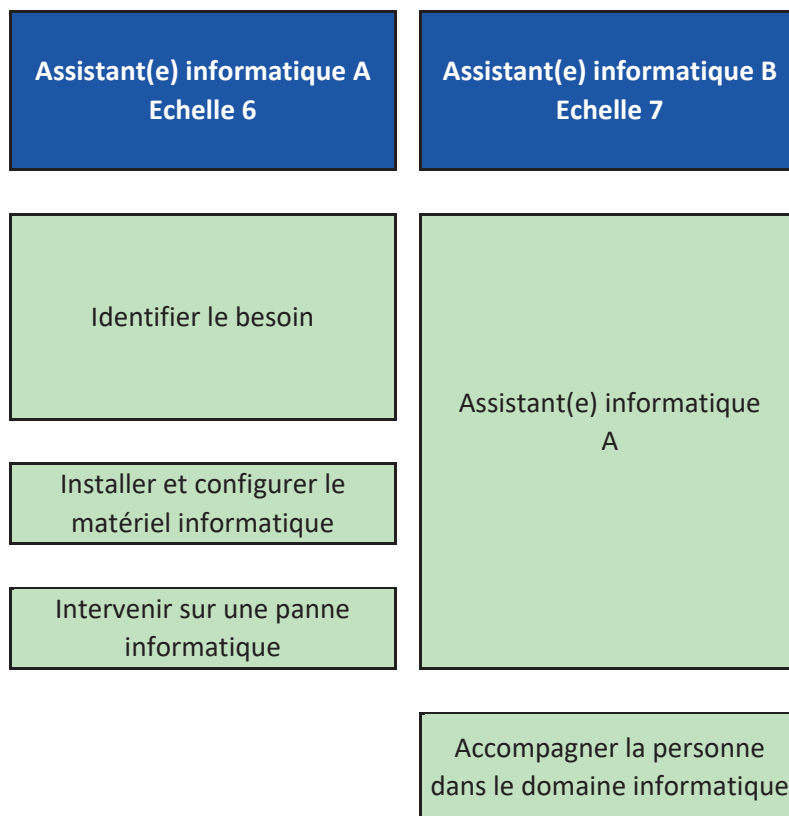 Assistant(e) informatique A
Echelle 6
Assistant(e) informatique B
Echelle 7
Identifier le besoin
Assistant(e) informatique
A
Installer et configurer le
matériel informatique
Intervenir sur une panne
informatique
Accompagner la personne
dans le domaine informatique